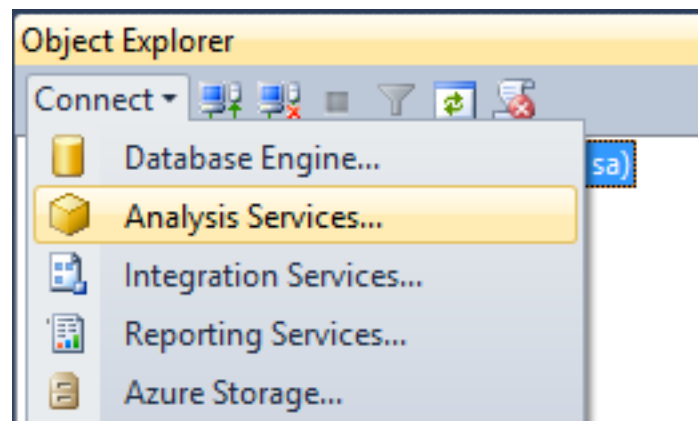 Object Explorer
Connect
Database Engine...
sa)
Analysis Services...
Integration Services...
Reporting Services...
Azure Storage...